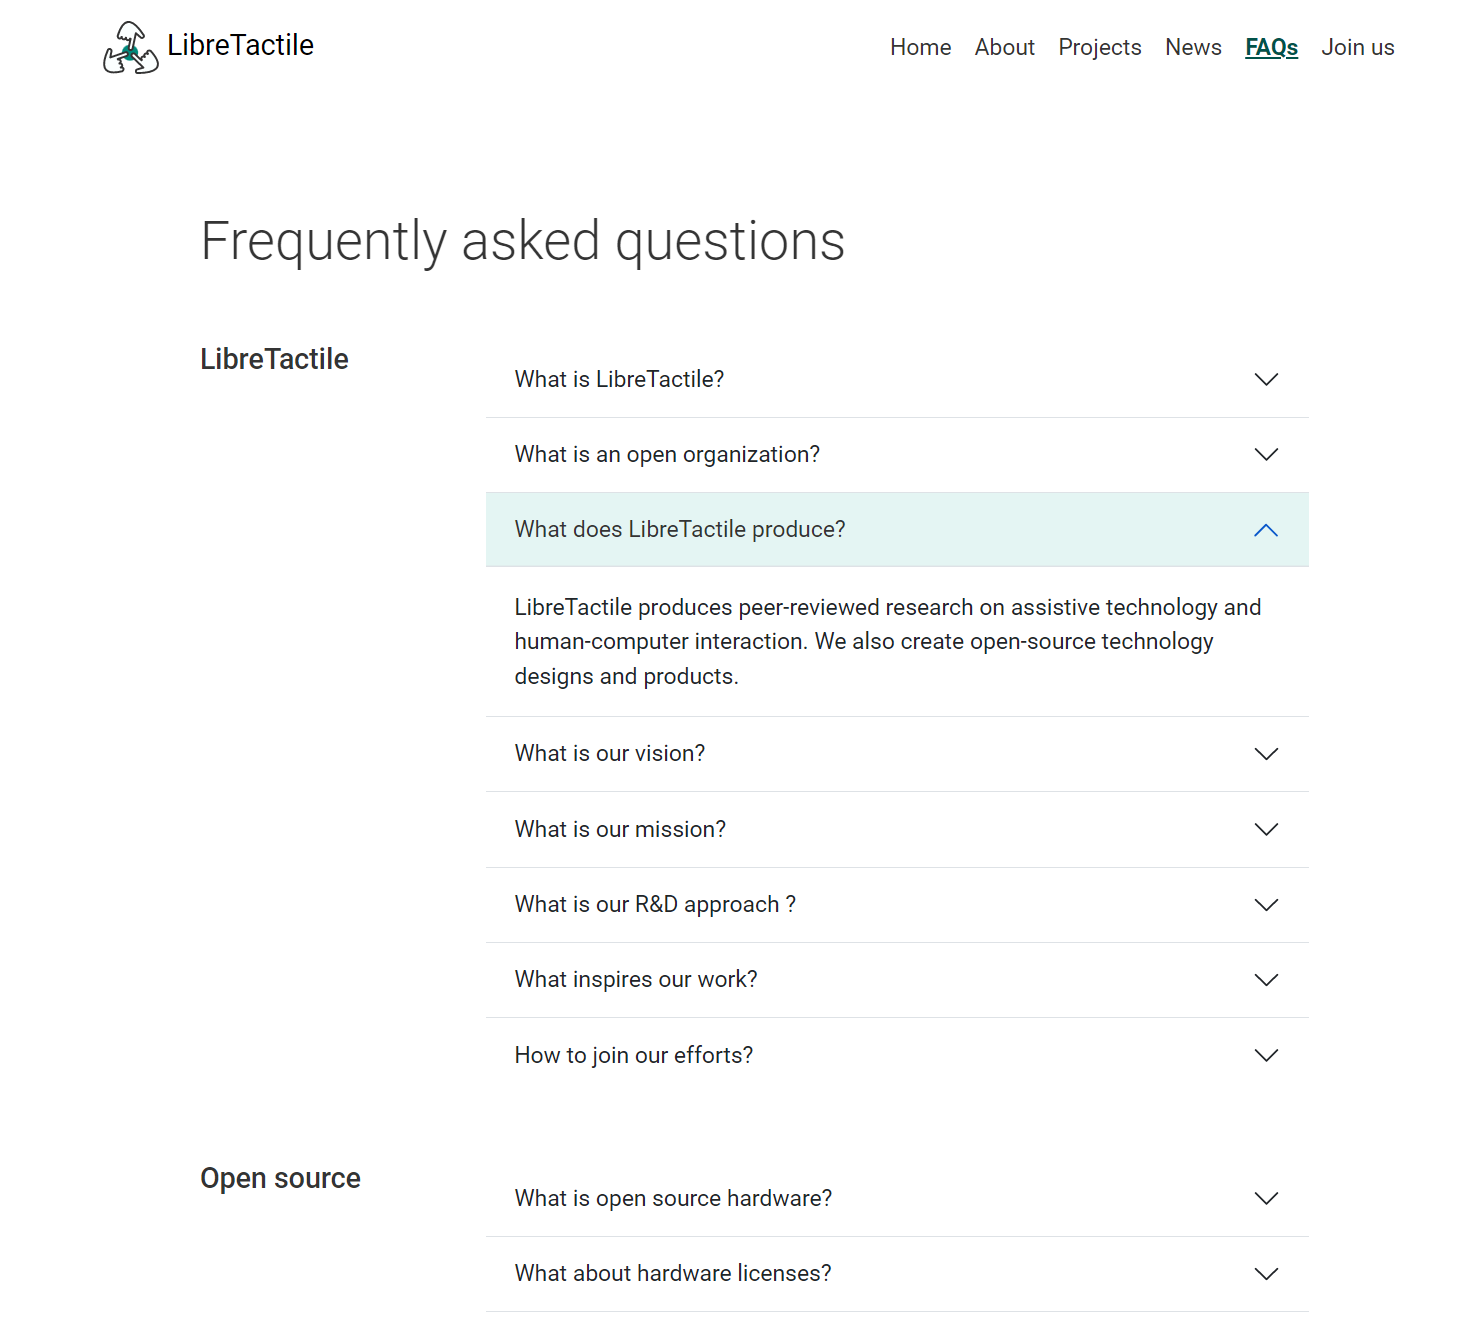 LibreTactile
Home About Projects News FAQs Join us
Frequently asked questions
LibreTactile
What is LibreTactile?
What is an open organization?
What does LibreTactile produce?
LibreTactile produces peer-reviewed research on assistive technology and
human-computer interaction. We also create open-source technology
designs and products.
What is our vision?
What is our mission?
What is our R&D approach ?
What inspires our work?
How to join our efforts?
Open source
What is open source hardware?
What about hardware licenses?